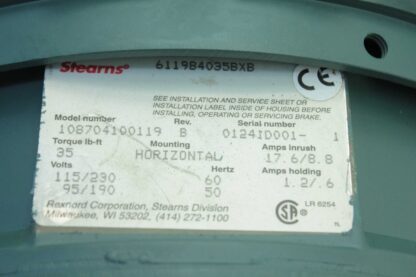 Stearns® 6119B4035BXB
CE
SEE INSTALLATION AND SERVICE SHEET OR
INSTALLATION LABEL INSIDE OF HOUSING BEFORE
INSTALLING, OPERATING OR SERVICING BRAKE.
Model number Rev. Serial number
108704100119 B 01241D001- 1
Torque lb-ft Mounting Amps inrush
35 HORIZONTAL 17.6/8.8
Volts Hertz Amps holding
115/230 60 1.2/.6
95/190 50
Rexnord Corporation, Stearns Division
Milwaukee, WI 53202, (414) 272-1100
SA LR 6254